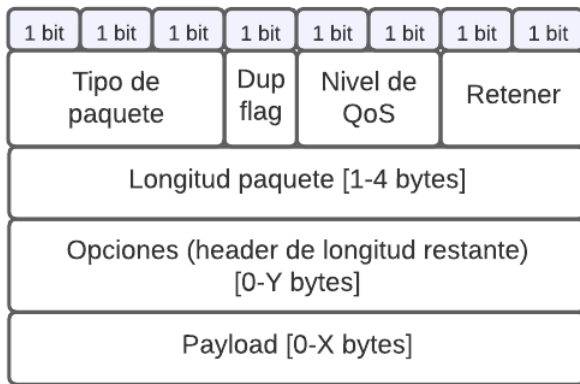 1 bit 1 bit 1 bit 1 bit 1 bit 1 bit 1 bit 1 bit
Tipo de paquete Dup flag Nivel de QoS Retener
Longitud paquete [1-4 bytes]
Opciones (header de longitud restante)
[0-Y bytes]
Payload [0-X bytes]